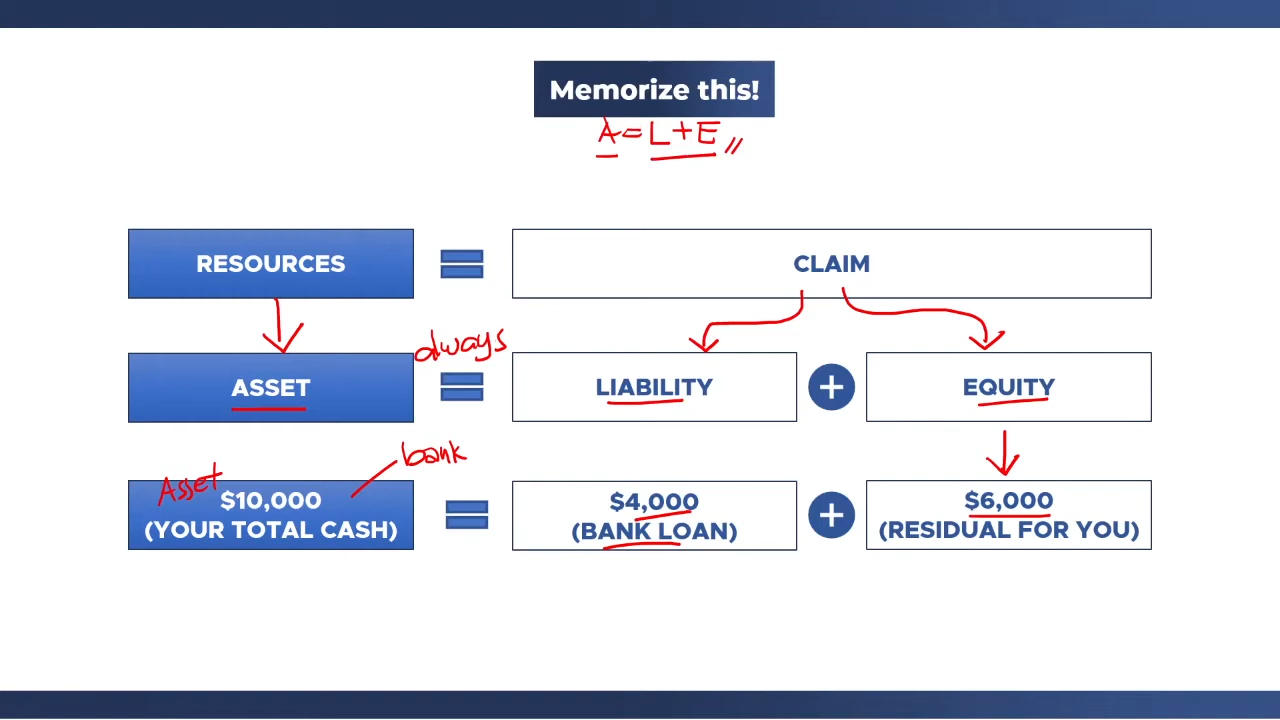 Memorize this!
A = L + E
RESOURCES
CLAIM
always
ASSET
LIABILITY
+
EQUITY
bank
Asset
$10,000
(YOUR TOTAL CASH)
$4,000
(BANK LOAN)
+
$6,000
(RESIDUAL FOR YOU)